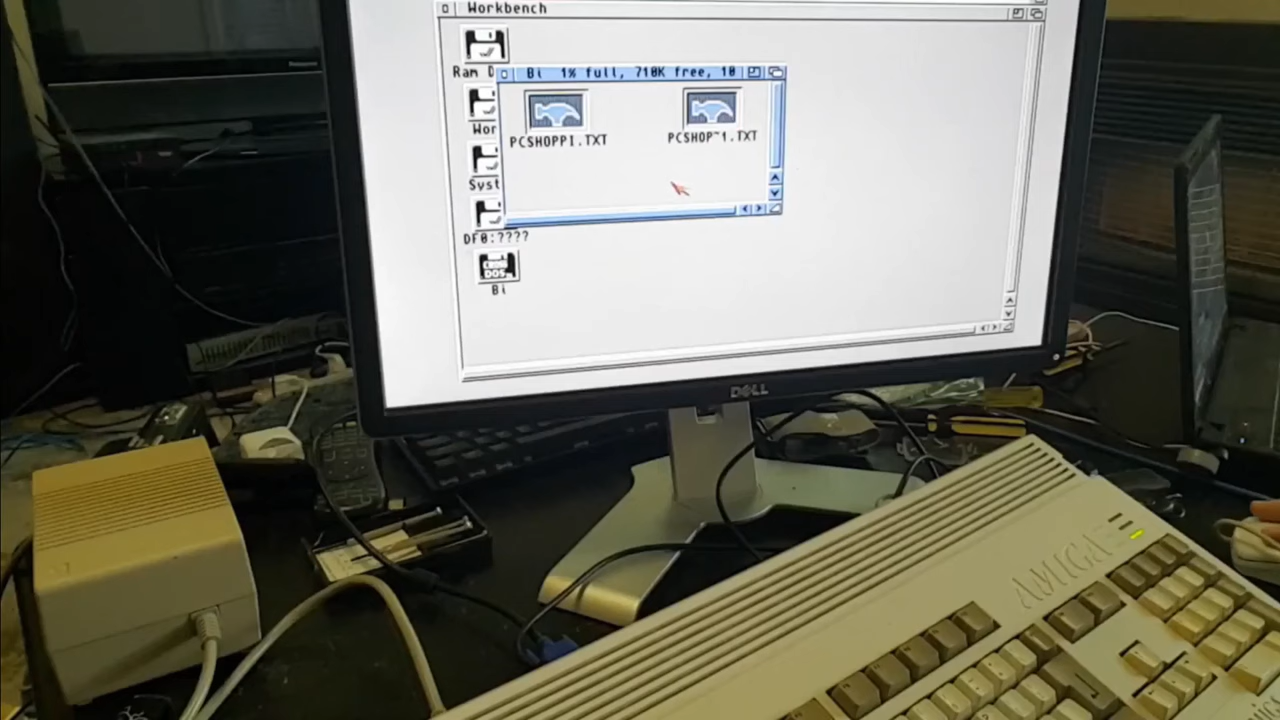 Workbench
Ram D
Bi 1% full, 710K free, 10
PCSHOPPI.TXT
PCSHOP~1.TXT
Wor
Syst
DF0:????
DOS
Bi
DELL
AMIGA